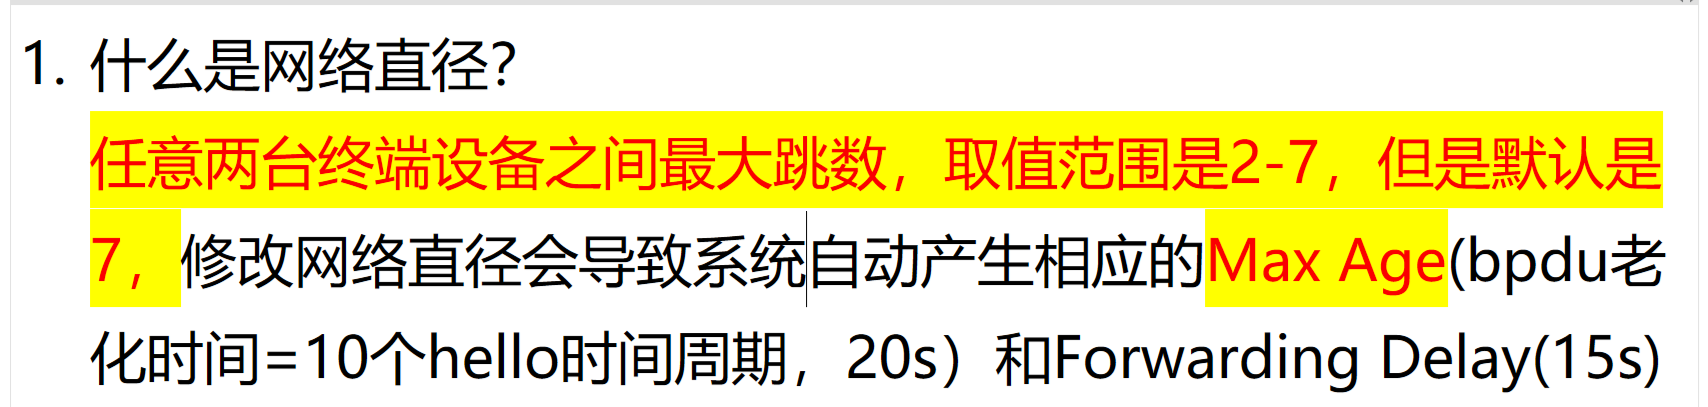 1. 什么是网络直径？
任意两台终端设备之间最大跳数，取值范围是2-7，但是默认是
7，修改网络直径会导致系统自动产生相应的Max Age(bpdu老
化时间=10个hello时间周期，20s）和Forwarding Delay(15s)